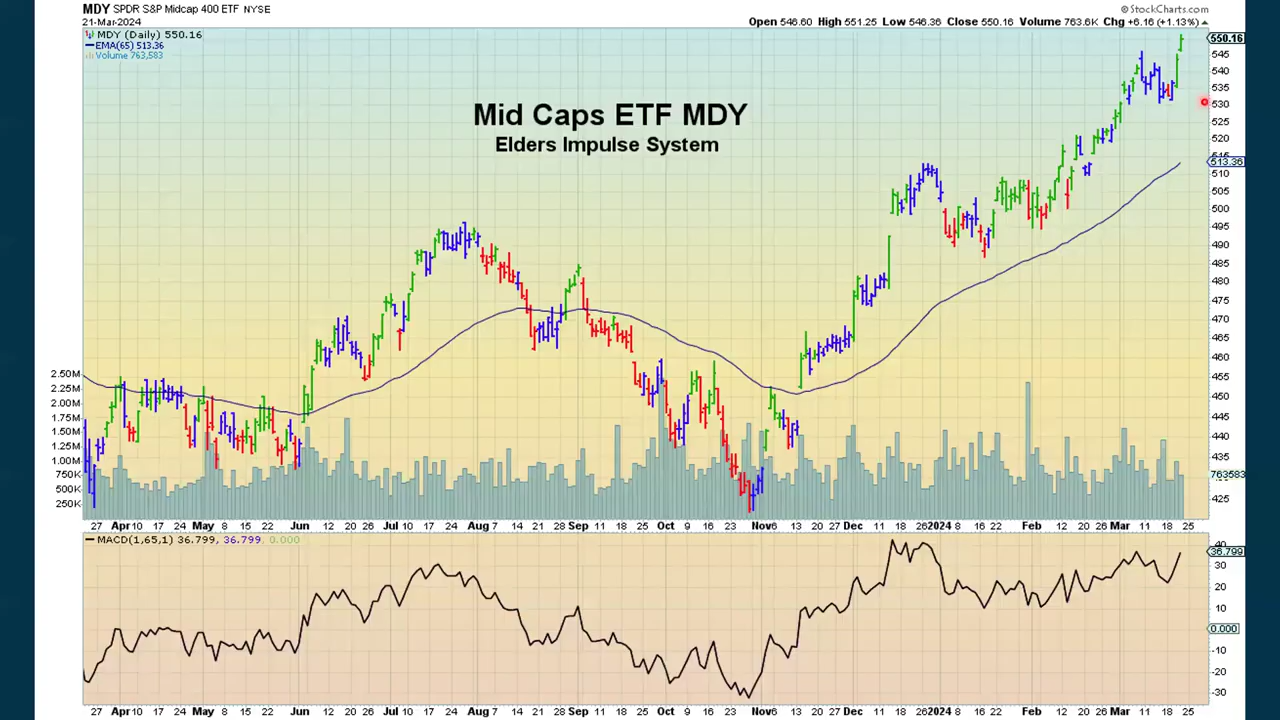 MDY SPDR S&P Midcap 400 ETF NYSE
© StockCharts.com
21-Mar-2024
Open 546.60 High 551.25 Low 546.36 Close 550.16 Volume 763.6K Chg +6.16 (+1.13%)
MDY (Daily) 550.16
EMA(65) 513.36
Volume 763,583
Mid Caps ETF MDY
Elders Impulse System
550.16
545
540
535
530
525
520
515
513.36
510
505
500
495
490
485
480
475
470
465
460
455
450
445
440
435
763583
425
2.50M
2.25M
2.00M
1.75M
1.50M
1.25M
1.00M
750K
500K
250K
27 Apr 10 17 24 May 8 15 22 Jun 12 20 26 Jul 10 17 24 Aug 7 14 21 28 Sep 11 18 25 Oct 9 16 23 Nov 6 13 20 27 Dec 11 18 26 2024 8 16 22 Feb 12 20 26 Mar 11 18 25
MACD(1,65,1) 36.799, 36.799, 0.000
40
36.799
30
20
10
0.000
-10
-20
-30
27 Apr 10 17 24 May 8 15 22 Jun 12 20 26 Jul 10 17 24 Aug 7 14 21 28 Sep 11 18 25 Oct 9 16 23 Nov 6 13 20 27 Dec 11 18 26 2024 8 16 22 Feb 12 20 26 Mar 11 18 25